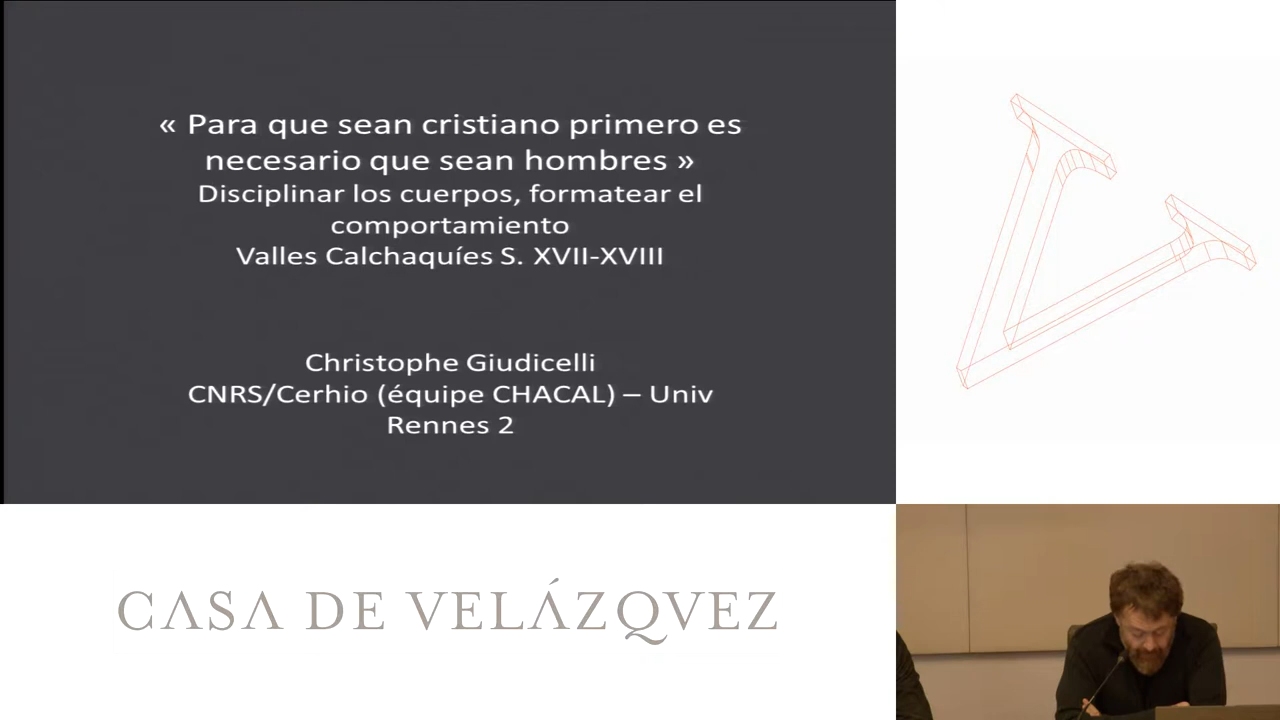 « Para que sean cristiano primero es
necesario que sean hombres »
Disciplinar los cuerpos, formatear el
comportamiento
Valles Calchaquíes S. XVII-XVIII
Christophe Giudicelli
CNRS/Cerhio (équipe CHACAL) – Univ
Rennes 2
CASA DE VELÁZQVEZ